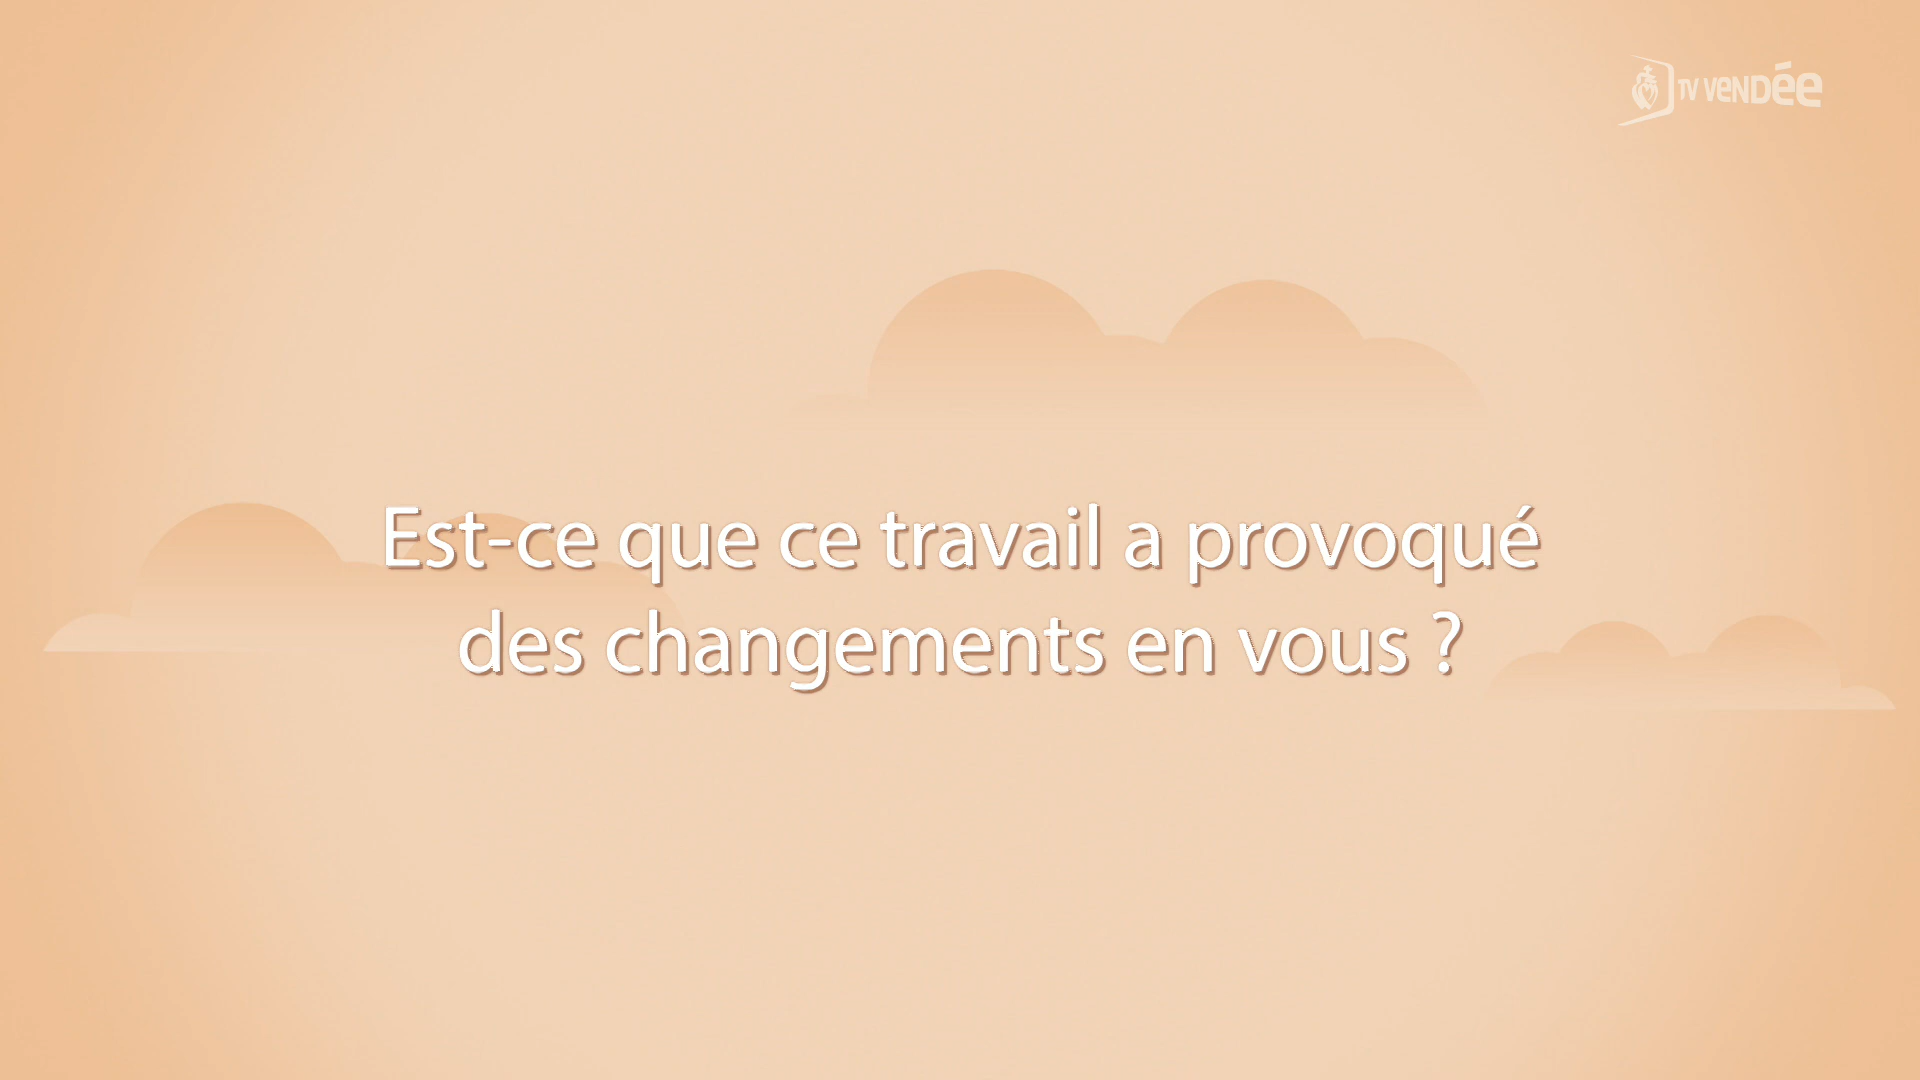 TV VENDÉE
Est-ce que ce travail a provoqué
des changements en vous ?